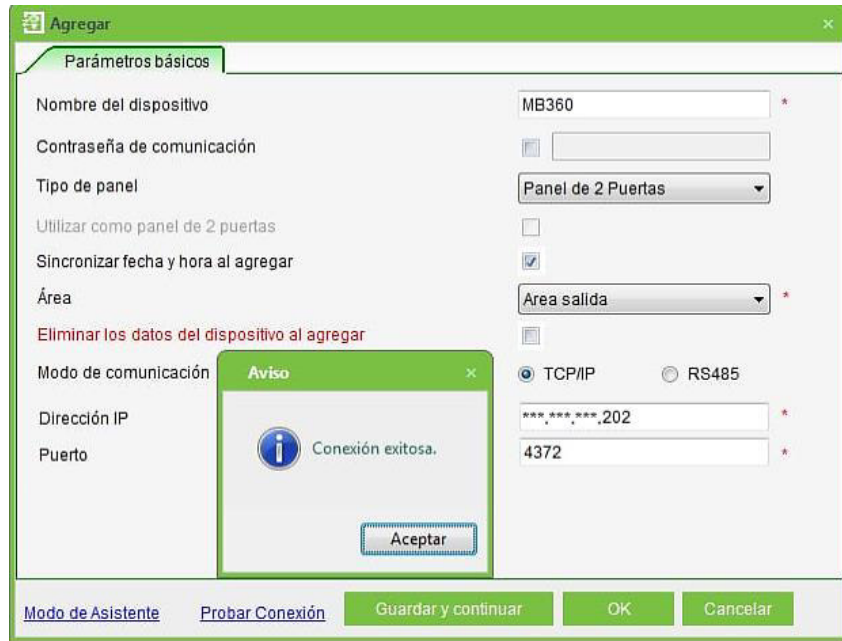 Agregar
Parámetros básicos
Nombre del dispositivo MB360 *
Contraseña de comunicación
Tipo de panel Panel de 2 Puertas
Utilizar como panel de 2 puertas
Sincronizar fecha y hora al agregar
Área Area salida *
Eliminar los datos del dispositivo al agregar
Modo de comunicación TCP/IP RS485
Aviso
Dirección IP ***,***,***,202 *
Conexión exitosa.
Puerto 4372 *
Aceptar
Modo de Asistente Probar Conexión Guardar y continuar OK Cancelar